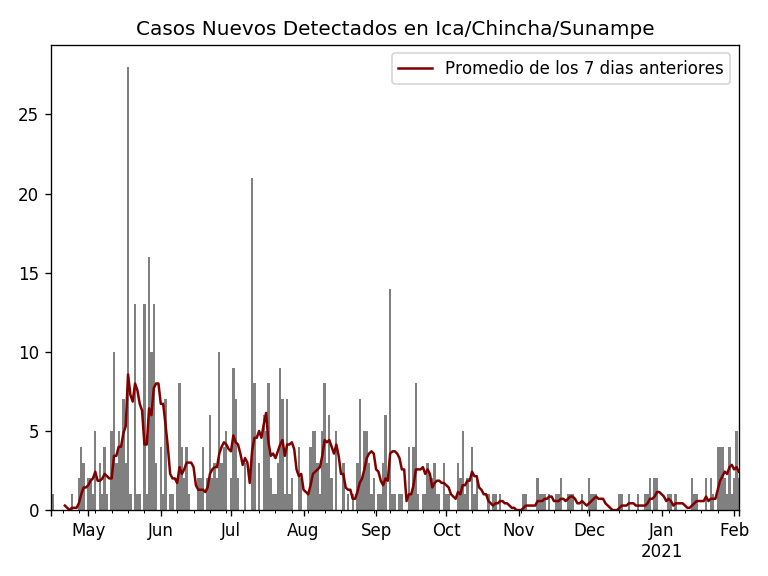 Casos Nuevos Detectados en Ica/Chincha/Sunampe
Promedio de los 7 dias anteriores
25
20
15
10
5
0
May Jun Jul Aug Sep Oct Nov Dec Jan Feb
2021